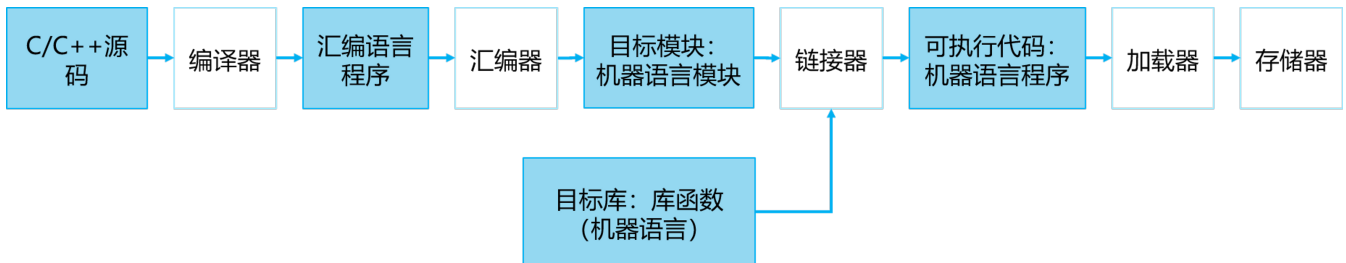 C/C++源
码
编译器
汇编语言
程序
汇编器
目标模块：
机器语言模块
链接器
可执行代码：
机器语言程序
加载器
存储器
目标库：库函数
（机器语言）